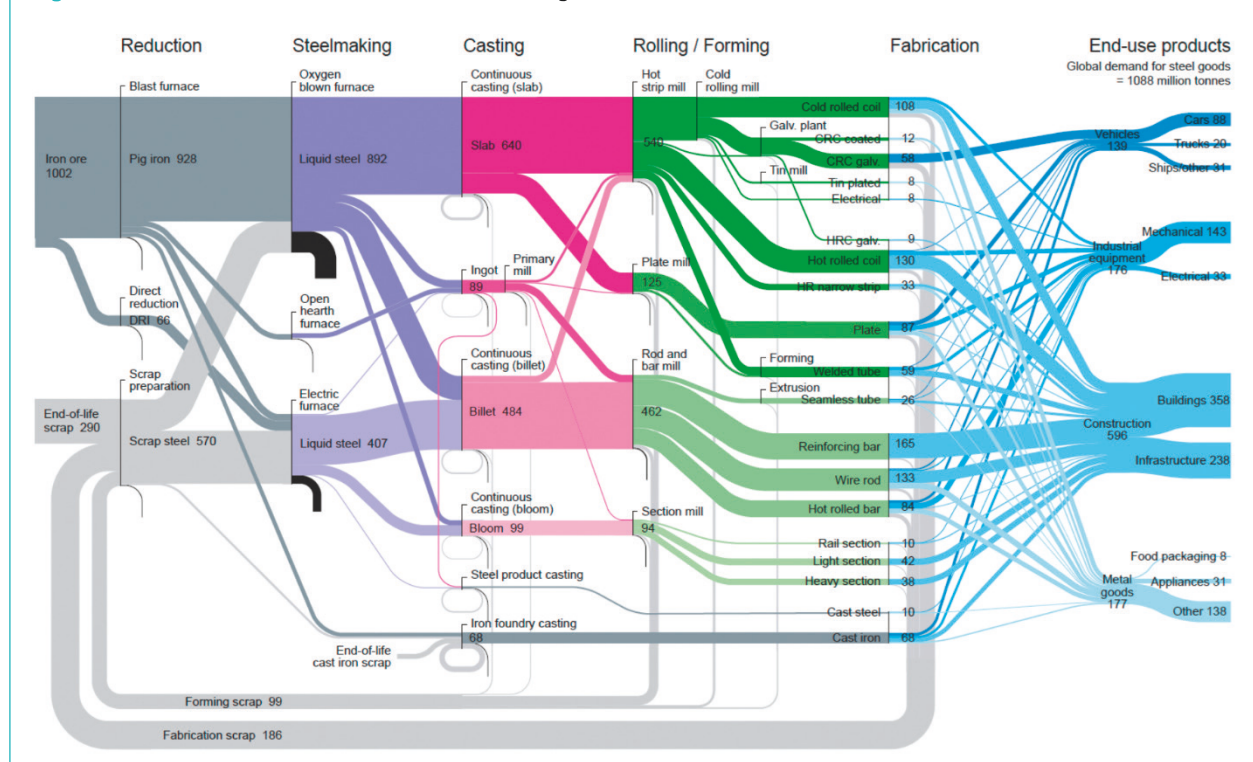 Reduction
Steelmaking
Casting
Rolling / Forming
Fabrication
End-use products
Global demand for steel goods
= 1088 million tonnes
Blast furnace
Oxygen
blown furnace
Continuous
casting (slab)
Hot
strip mill
Cold
rolling mill
Iron ore
1002
Pig iron 928
Liquid steel 892
Slab 640
540
Galv. plant
Tin mill
Cold rolled coil 108
CRC coated 12
CRC galv. 58
Tin plated 8
Electrical 8
HRC galv. 9
Hot rolled coil 130
HR narrow strip 33
Vehicles
139
Cars 88
Trucks 20
Ships/other 31
Direct
reduction
DRI 66
Open
hearth
furnace
Ingot
89
Primary
mill
Plate mill
125
Plate 87
Industrial
equipment
176
Mechanical 143
Electrical 33
Scrap
preparation
End-of-life
scrap 290
Scrap steel 570
Electric
furnace
Liquid steel 407
Continuous
casting (billet)
Billet 484
Rod and
bar mill
462
Forming
Welded tube 59
Extrusion
Seamless tube 26
Reinforcing bar 165
Wire rod 133
Hot rolled bar 84
Construction
596
Buildings 358
Infrastructure 238
Continuous
casting (bloom)
Bloom 99
Section mill
94
Rail section 10
Light section 42
Heavy section 38
Steel product casting
Cast steel 10
Iron foundry casting
68
Cast iron 68
End-of-life
cast iron scrap
Metal
goods
177
Food packaging 8
Appliances 31
Other 138
Forming scrap 99
Fabrication scrap 186